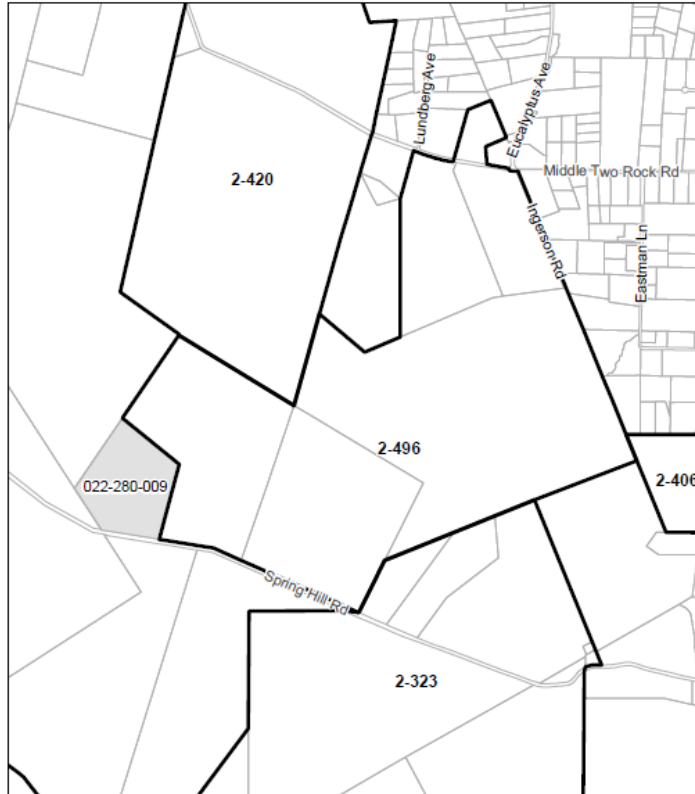 Lundberg Ave
Eucalyptus Ave
2-420
Middle Two Rock Rd
Ingerson Rd
Eastman Ln
2-496
2-406
022-280-009
Spring Hill Rd
2-323